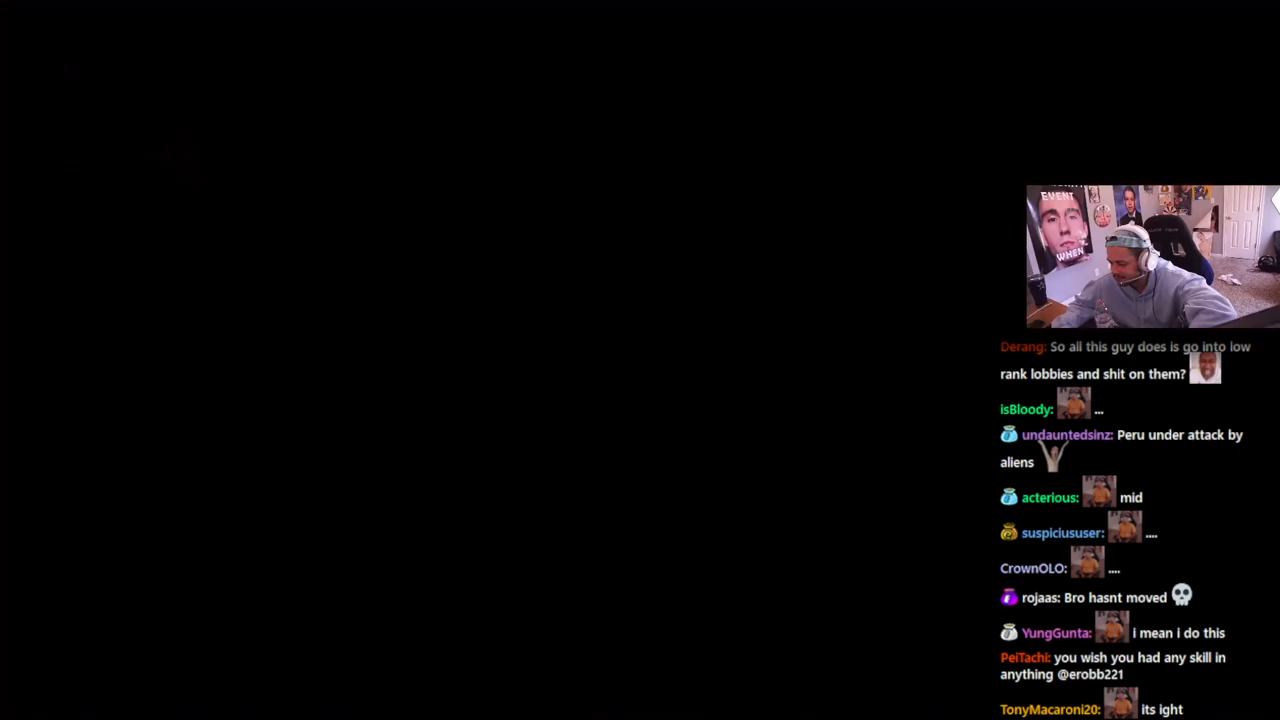 EVENT
WHEN
Derang: So all this guy does is go into low
rank lobbies and shit on them?
isBloody: ...
undauntedsinz: Peru under attack by
aliens
acterious: mid
suspiciususer: ....
CrownOLO: ....
rojaas: Bro hasnt moved 💀
YungGunta: i mean i do this
PeiTachi: you wish you had any skill in
anything @erobb221
TonyMacaroni20: its ight